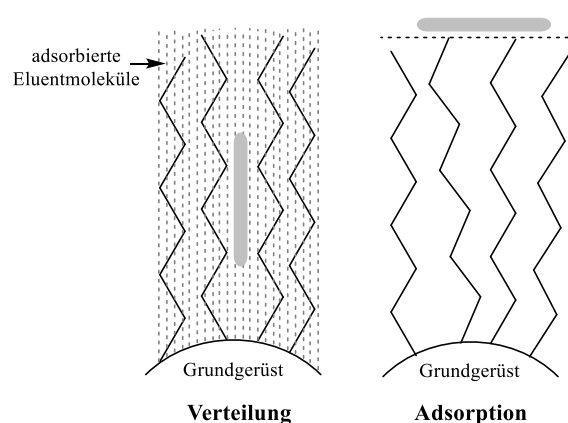 adsorbierte
Eluentmoleküle
Grundgerüst
Verteilung
Grundgerüst
Adsorption